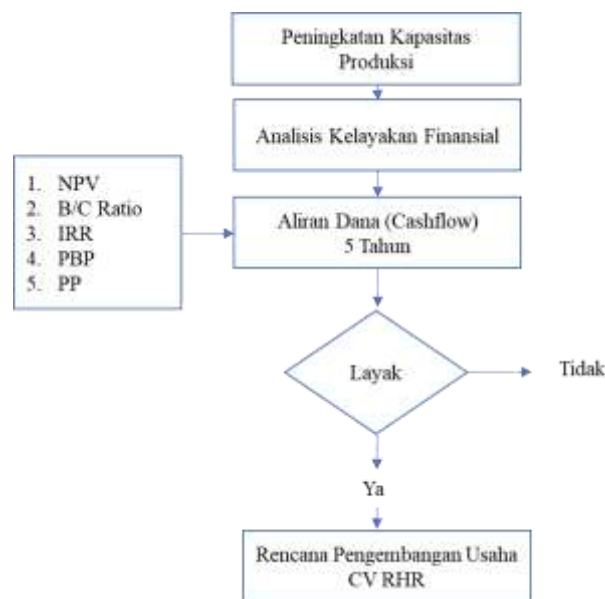 Peningkatan Kapasitas
Produksi
Analisis Kelayakan Finansial
1. NPV
2. B/C Ratio
3. IRR
4. PBP
5. PP
Aliran Dana (Cashflow)
5 Tahun
Layak
Tidak
Ya
Rencana Pengembangan Usaha
CV RHR